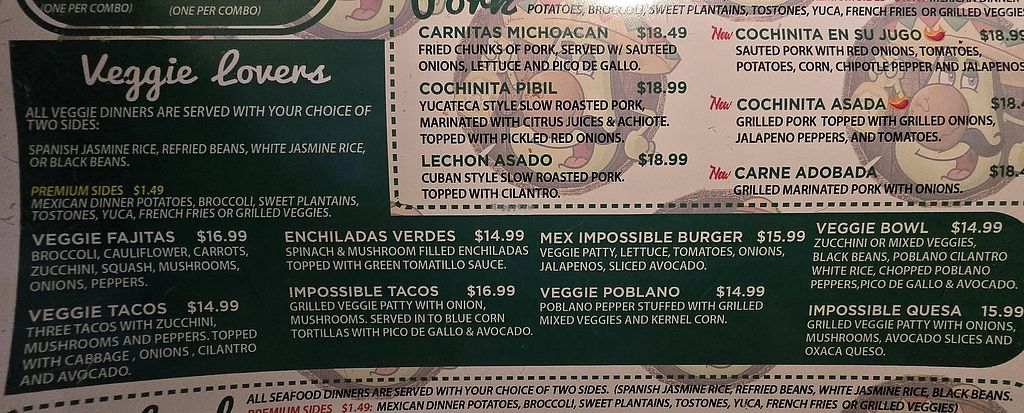 (ONE PER COMBO)
(ONE PER COMBO)
POTATOES, BROCCOLI, SWEET PLANTAINS, TOSTONES, YUCA, FRENCH FRIES OR GRILLED VEGGIES
CARNITAS MICHOACAN $18.49
FRIED CHUNKS OF PORK, SERVED W/ SAUTEED
ONIONS, LETTUCE AND PICO DE GALLO.
COCHINITA PIBIL $18.99
YUCATECA STYLE SLOW ROASTED PORK,
MARINATED WITH CITRUS JUICES & ACHIOTE.
TOPPED WITH PICKLED RED ONIONS.
LECHON ASADO $18.99
CUBAN STYLE SLOW ROASTED PORK.
TOPPED WITH CILANTRO.
New COCHINITA EN SU JUGO $18.99
SAUTED PORK WITH RED ONIONS, TOMATOES,
POTATOES, CORN, CHIPOTLE PEPPER AND JALAPENOS
New COCHINITA ASADA $18.
GRILLED PORK TOPPED WITH GRILLED ONIONS,
JALAPENO PEPPERS, AND TOMATOES.
New CARNE ADOBADA $18.
GRILLED MARINATED PORK WITH ONIONS.
Veggie Lovers
ALL VEGGIE DINNERS ARE SERVED WITH YOUR CHOICE OF
TWO SIDES:
SPANISH JASMINE RICE, REFRIED BEANS, WHITE JASMINE RICE,
OR BLACK BEANS.
PREMIUM SIDES $1.49
MEXICAN DINNER POTATOES, BROCCOLI, SWEET PLANTAINS,
TOSTONES, YUCA, FRENCH FRIES OR GRILLED VEGGIES.
VEGGIE FAJITAS $16.99
BROCCOLI, CAULIFLOWER, CARROTS,
ZUCCHINI, SQUASH, MUSHROOMS,
ONIONS, PEPPERS.
VEGGIE TACOS $14.99
THREE TACOS WITH ZUCCHINI,
MUSHROOMS AND PEPPERS. TOPPED
WITH CABBAGE , ONIONS , CILANTRO
AND AVOCADO.
ENCHILADAS VERDES $14.99
SPINACH & MUSHROOM FILLED ENCHILADAS
TOPPED WITH GREEN TOMATILLO SAUCE.
IMPOSSIBLE TACOS $16.99
GRILLED VEGGIE PATTY WITH ONION,
MUSHROOMS. SERVED IN TO BLUE CORN
TORTILLAS WITH PICO DE GALLO & AVOCADO.
MEX IMPOSSIBLE BURGER $15.99
VEGGIE PATTY, LETTUCE, TOMATOES, ONIONS,
JALAPENOS, SLICED AVOCADO.
VEGGIE POBLANO $14.99
POBLANO PEPPER STUFFED WITH GRILLED
MIXED VEGGIES AND KERNEL CORN.
VEGGIE BOWL $14.99
ZUCCHINI OR MIXED VEGGIES,
BLACK BEANS, POBLANO CILANTRO
WHITE RICE, CHOPPED POBLANO
PEPPERS,PICO DE GALLO & AVOCADO.
IMPOSSIBLE QUESA 15.99
GRILLED VEGGIE PATTY WITH ONIONS,
MUSHROOMS, AVOCADO SLICES AND
OXACA QUESO.
ALL SEAFOOD DINNERS ARE SERVED WITH YOUR CHOICE OF TWO SIDES. (SPANISH JASMINE RICE, REFRIED BEANS, WHITE JASMINE RICE, BLACK BEANS.
PREMIUM SIDES $1.49: MEXICAN DINNER POTATOES, BROCCOLI, SWEET PLANTAINS, TOSTONES, YUCA, FRENCH FRIES OR GRILLED VEGGIES)